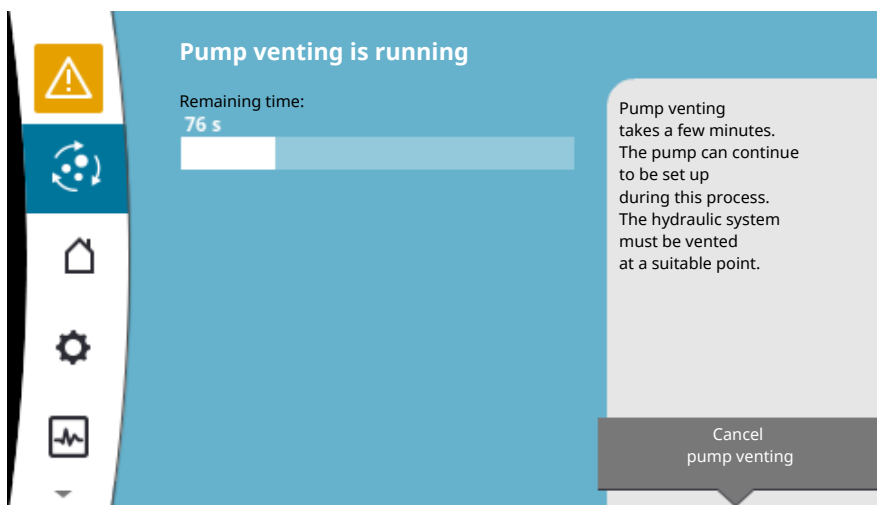 Pump venting is running
Remaining time:
76 s
Pump venting
takes a few minutes.
The pump can continue
to be set up
during this process.
The hydraulic system
must be vented
at a suitable point.
Cancel
pump venting